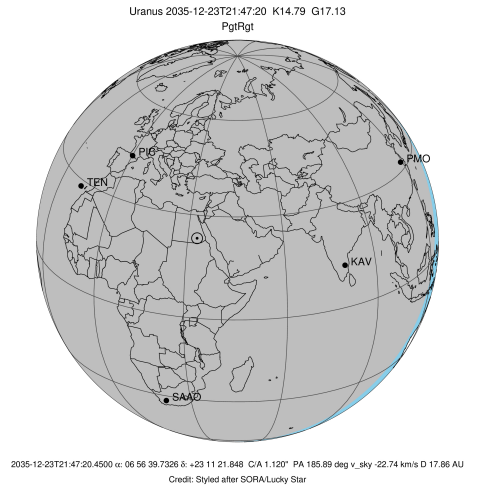 Uranus 2035-12-23T21:47:20 K14.79 G17.13
PgtRgt
PIC
PMO
TEN
KAV
SAAO
2035-12-23T21:47:20.4500 α: 06 56 39.7326 δ: +23 11 21.848 C/A 1.120" PA 185.89 deg v_sky -22.74 km/s D 17.86 AU
Credit: Styled after SORA/Lucky Star